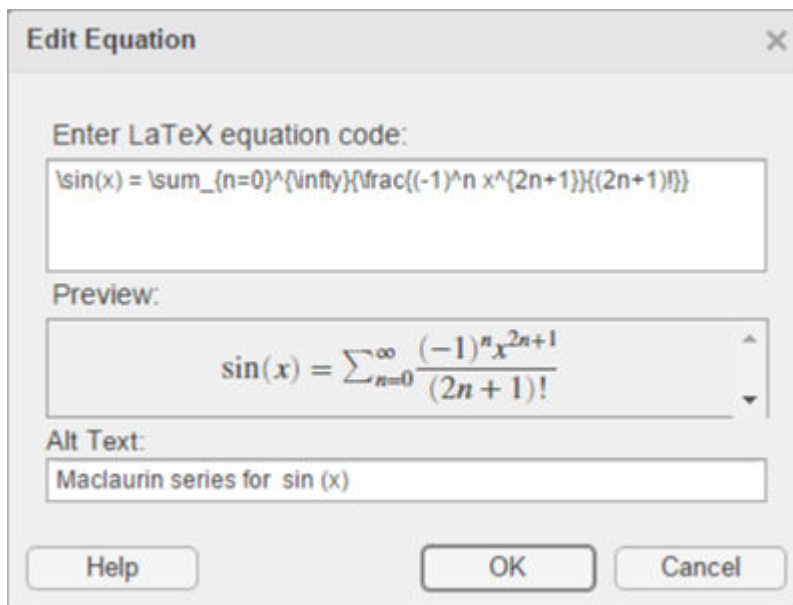 Edit Equation
Enter LaTeX equation code:
\sin(x) = \sum_{n=0}^{\infty}{\frac{(-1)^n x^{2n+1}}{(2n+1)!}}
Preview:
sin(x) = ∑_{n=0}^{∞} (−1)^n x^{2n+1} / (2n + 1)!
Alt Text:
Maclaurin series for  sin (x)
Help OK Cancel